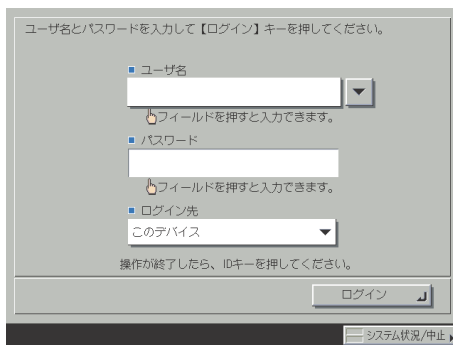 ユーザ名とパスワードを入力して【ログイン】キーを押してください。
ユーザ名
フィールドを押すと入力できます。
パスワード
フィールドを押すと入力できます。
ログイン先
このデバイス
操作が終了したら、IDキーを押してください。
ログイン
システム状況/中止